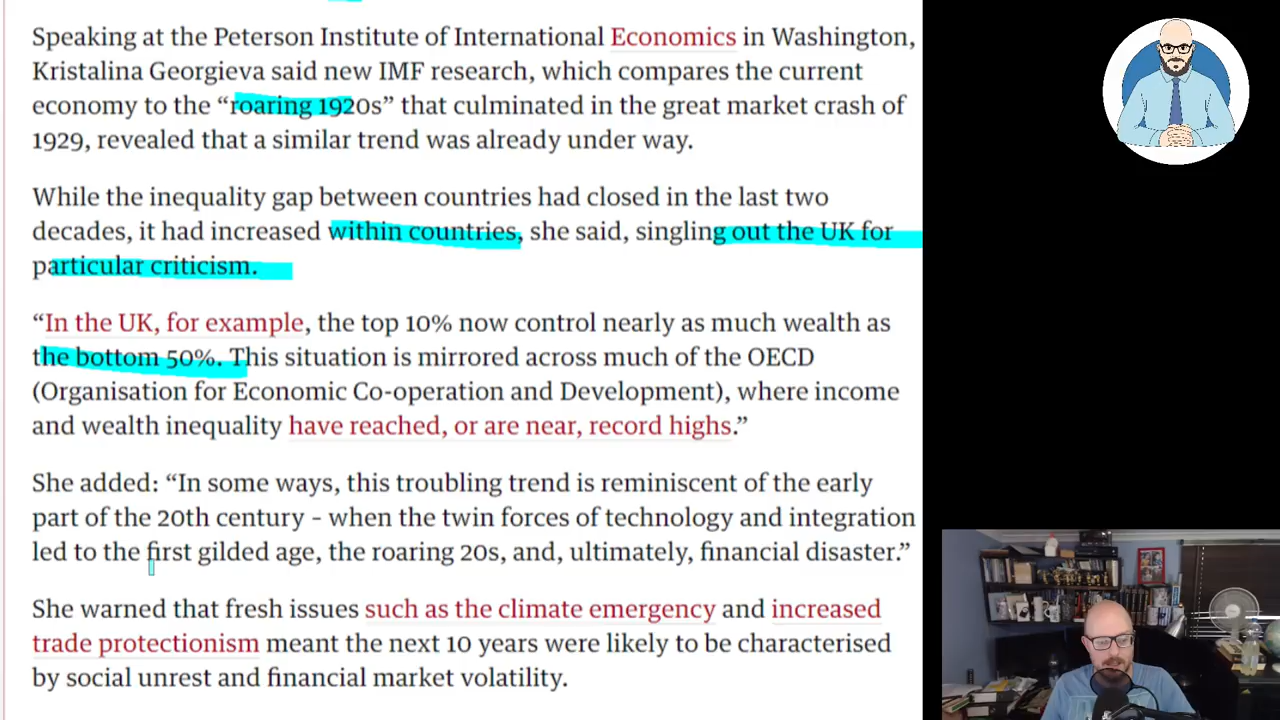 Speaking at the Peterson Institute of International Economics in Washington,
Kristalina Georgieva said new IMF research, which compares the current
economy to the “roaring 1920s” that culminated in the great market crash of
1929, revealed that a similar trend was already under way.
While the inequality gap between countries had closed in the last two
decades, it had increased within countries, she said, singling out the UK for
particular criticism.
“In the UK, for example, the top 10% now control nearly as much wealth as
the bottom 50%. This situation is mirrored across much of the OECD
(Organisation for Economic Co-operation and Development), where income
and wealth inequality have reached, or are near, record highs.”
She added: “In some ways, this troubling trend is reminiscent of the early
part of the 20th century – when the twin forces of technology and integration
led to the first gilded age, the roaring 20s, and, ultimately, financial disaster.”
She warned that fresh issues such as the climate emergency and increased
trade protectionism meant the next 10 years were likely to be characterised
by social unrest and financial market volatility.